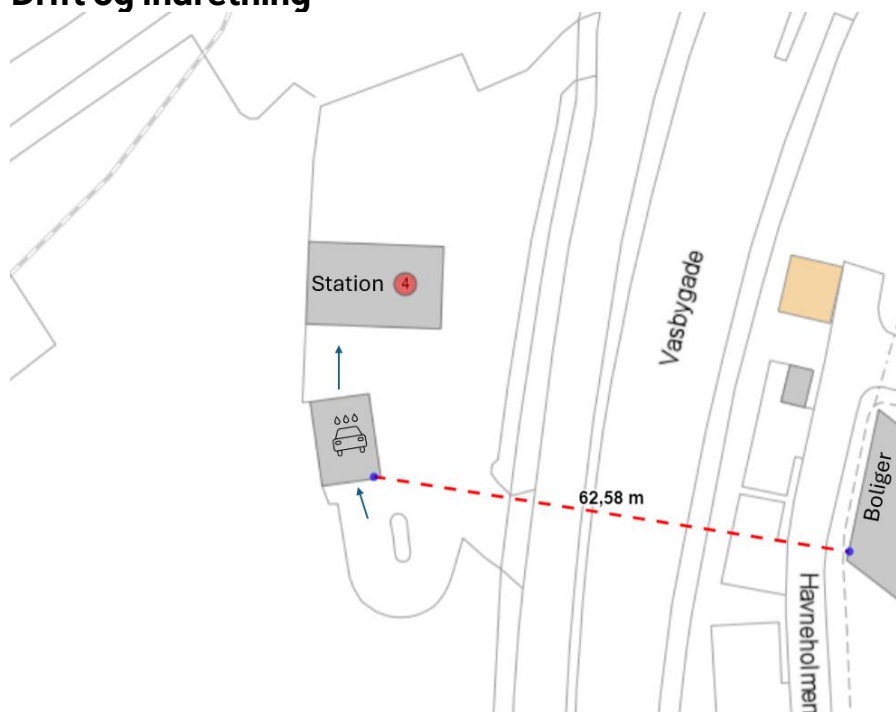 Drift og indretning
Station 4
Vasbygade
62,58 m
Boliger
Havneholmen